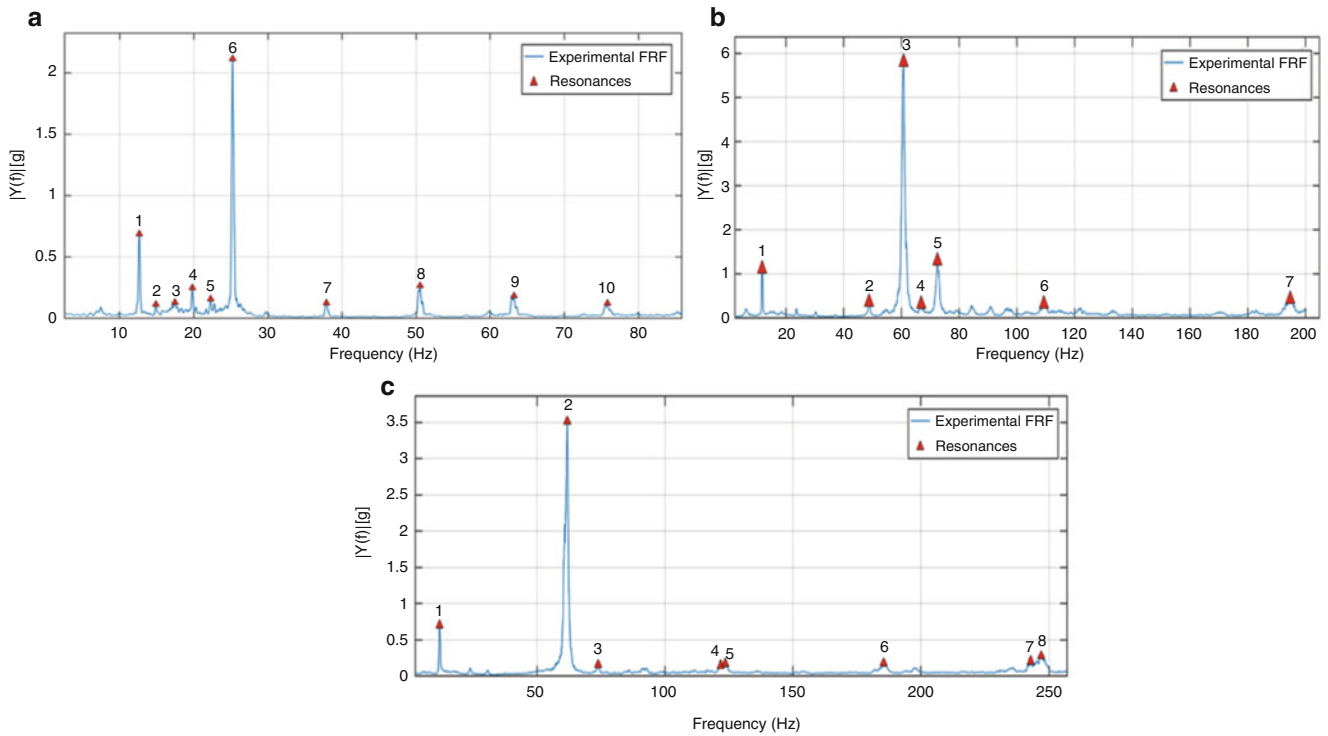 a
|Y(f)|[g]
2
1.5
1
0.5
0
1
2
3
4
5
6
7
8
9
10
Experimental FRF
Resonances
10 20 30 40 50 60 70 80
Frequency (Hz)
b
|Y(f)|[g]
6
5
4
3
2
1
0
1
2
3
4
5
6
7
Experimental FRF
Resonances
20 40 60 80 100 120 140 160 180 200
Frequency (Hz)
c
|Y(f)|[g]
3.5
3
2.5
2
1.5
1
0.5
0
1
2
3
4
5
6
7
8
Experimental FRF
Resonances
50 100 150 200 250
Frequency (Hz)